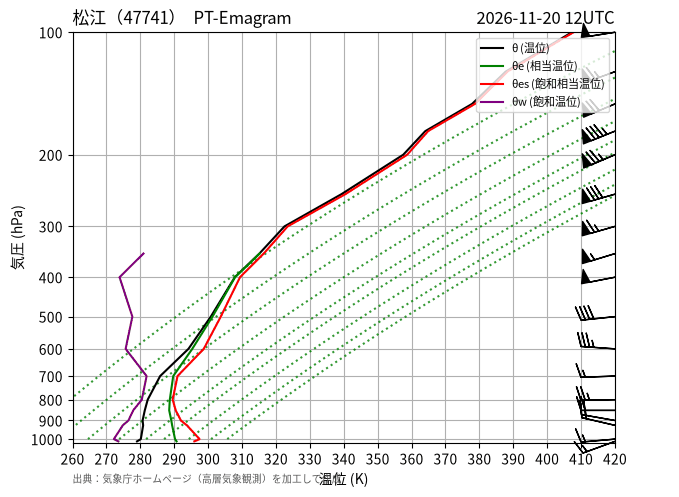 松江（47741） PT-Emagram
2026-11-20 12UTC
100
200
300
400
500
600
700
800
900
1000
気圧 (hPa)
θ (温位)
θe (相当温位)
θes (飽和相当温位)
θw (飽和温位)
260 270 280 290 300 310 320 330 340 350 360 370 380 390 400 410 420
温位 (K)
出典：気象庁ホームページ（高層気象観測）を加工して